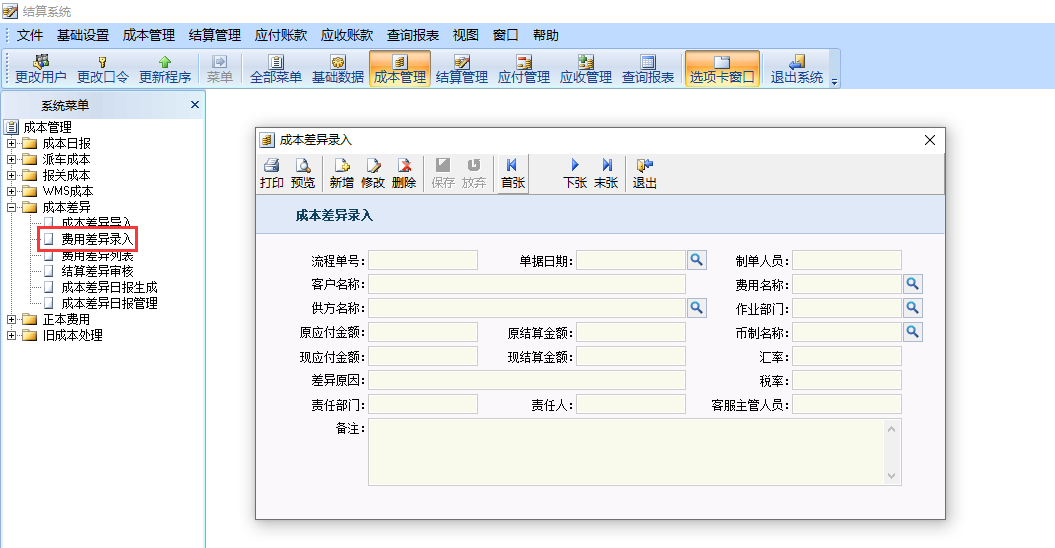 结算系统
文件 基础设置 成本管理 结算管理 应付账款 应收账款 查询报表 视图 窗口 帮助
更改用户 更改口令 更新程序 菜单 全部菜单 基础数据 成本管理 结算管理 应付管理 应收管理 查询报表 选项卡窗口 退出系统
系统菜单
成本管理
成本日报
派车成本
报关成本
WMS成本
成本差异
成本差异导入
费用差异录入
费用差异列表
结算差异审核
成本差异日报生成
成本差异日报管理
正本费用
旧成本处理
成本差异录入
打印 预览 新增 修改 删除 保存 放弃 首张 下张 末张 退出
成本差异录入
流程单号: 单据日期: 制单人员:
客户名称: 费用名称:
供方名称: 作业部门:
原应付金额: 原结算金额: 币制名称:
现应付金额: 现结算金额: 汇率:
差异原因: 税率:
责任部门: 责任人: 客服主管人员:
备注: